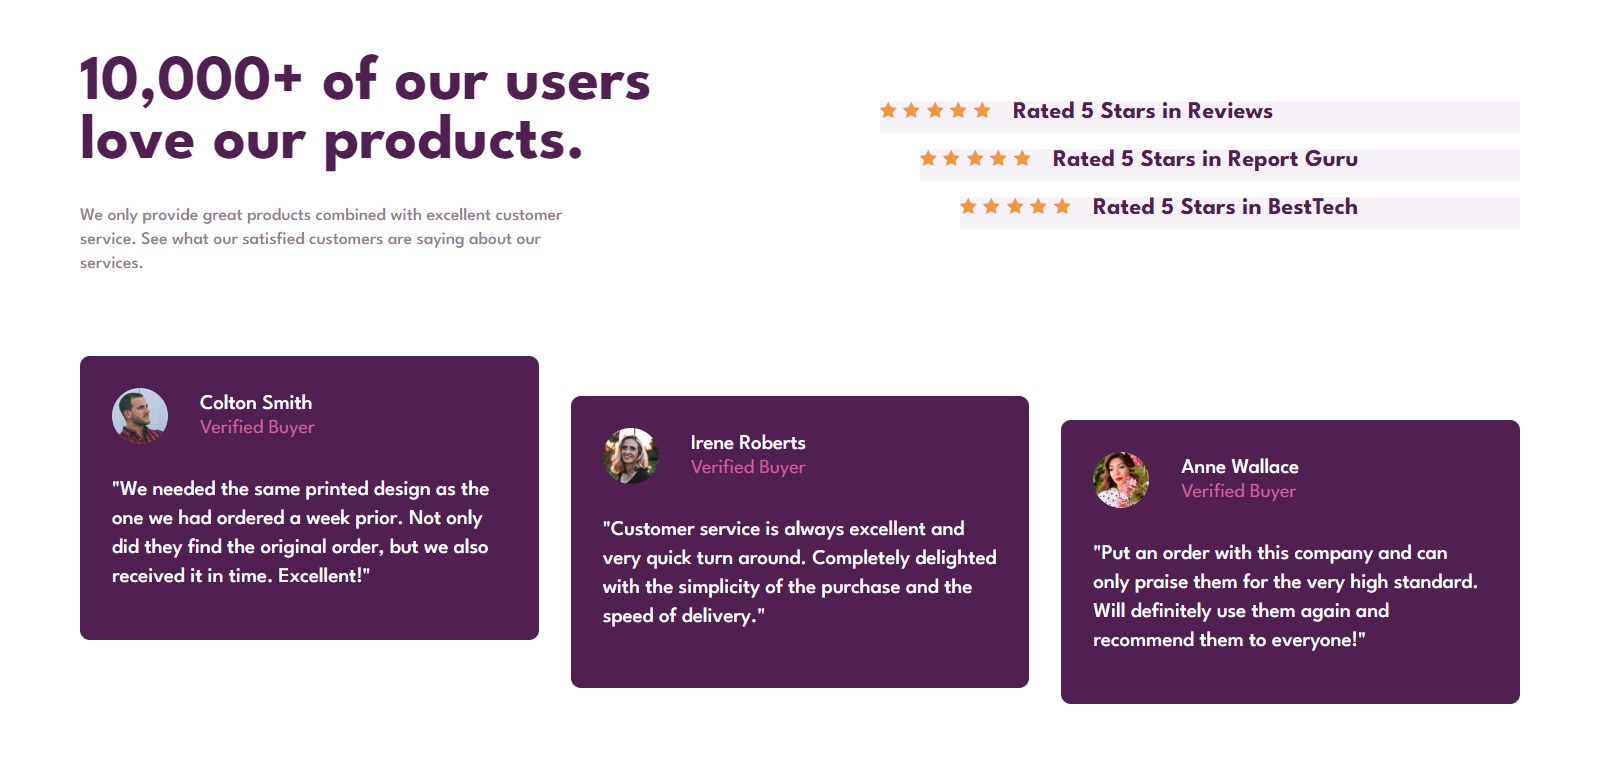 10,000+ of our users
love our products.
We only provide great products combined with excellent customer
service. See what our satisfied customers are saying about our
services.
Rated 5 Stars in Reviews
Rated 5 Stars in Report Guru
Rated 5 Stars in BestTech
Colton Smith
Verified Buyer
"We needed the same printed design as the
one we had ordered a week prior. Not only
did they find the original order, but we also
received it in time. Excellent!"
Irene Roberts
Verified Buyer
"Customer service is always excellent and
very quick turn around. Completely delighted
with the simplicity of the purchase and the
speed of delivery."
Anne Wallace
Verified Buyer
"Put an order with this company and can
only praise them for the very high standard.
Will definitely use them again and
recommend them to everyone!"